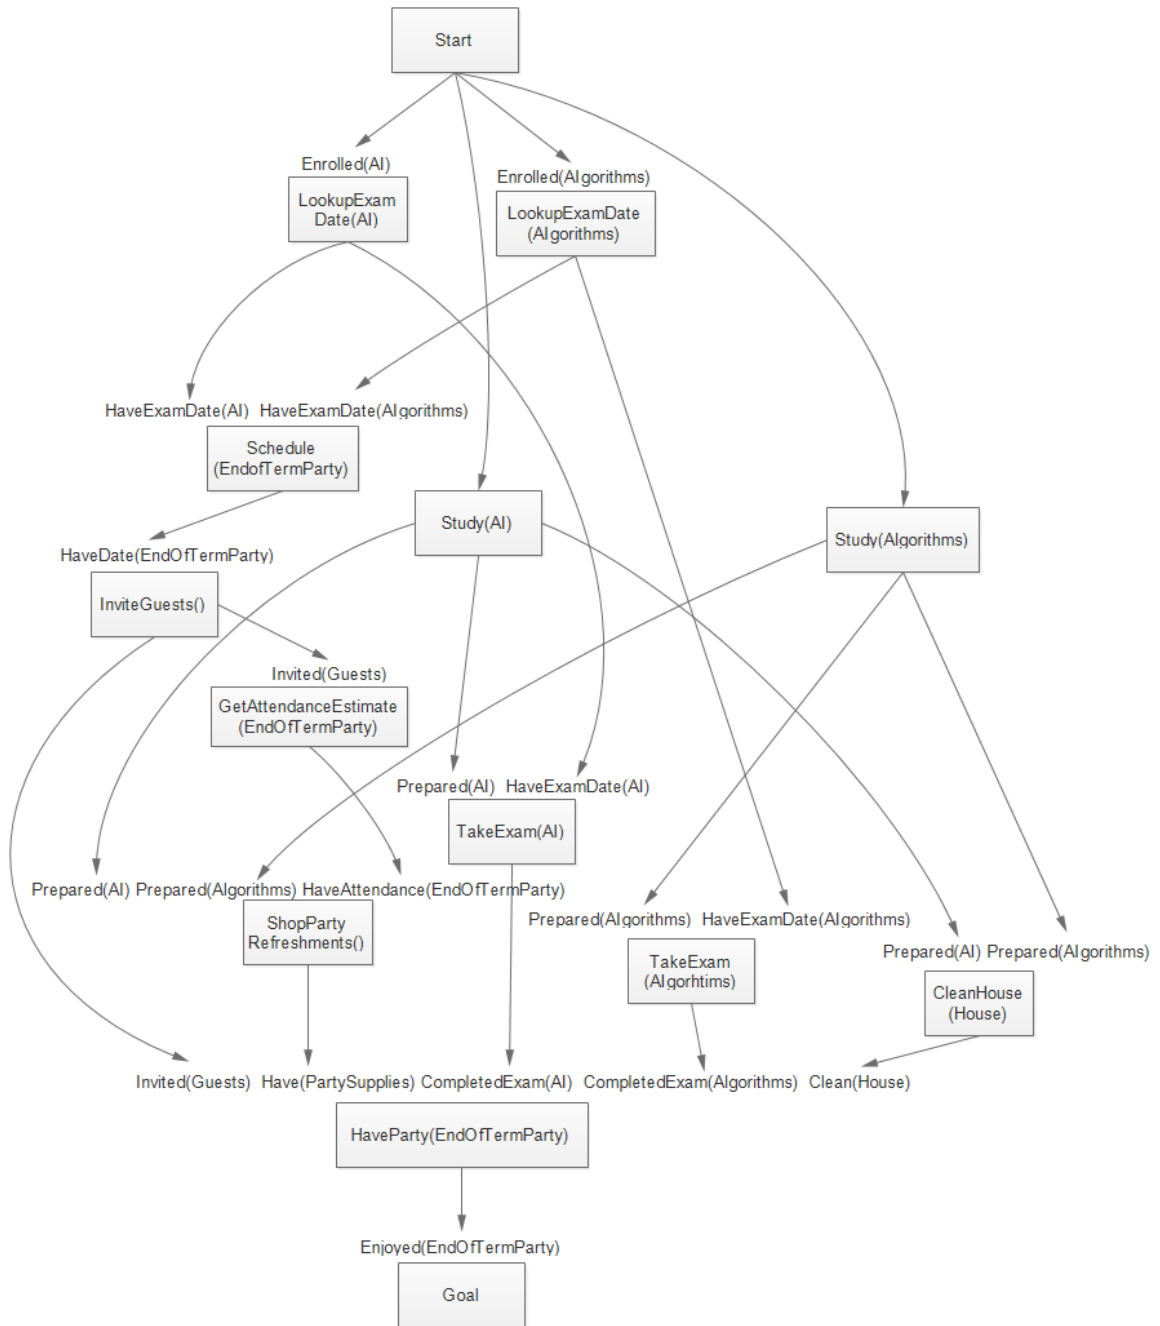 Start
Enrolled(AI)
Enrolled(Algorithms)
LookupExam
Date(AI)
LookupExamDate
(Algorithms)
HaveExamDate(AI) HaveExamDate(Algorithms)
Schedule
(EndofTermParty)
Study(AI)
Study(Algorithms)
HaveDate(EndOfTermParty)
InviteGuests()
Invited(Guests)
GetAttendanceEstimate
(EndOfTermParty)
Prepared(AI) HaveExamDate(AI)
TakeExam(AI)
Prepared(AI) Prepared(Algorithms) HaveAttendance(EndOfTermParty)
ShopParty
Refreshments()
Prepared(Algorithms) HaveExamDate(Algorithms)
TakeExam
(Algorhtims)
Prepared(AI) Prepared(Algorithms)
CleanHouse
(House)
Invited(Guests) Have(PartySupplies) CompletedExam(AI) CompletedExam(Algorithms) Clean(House)
HaveParty(EndOfTermParty)
Enjoyed(EndOfTermParty)
Goal